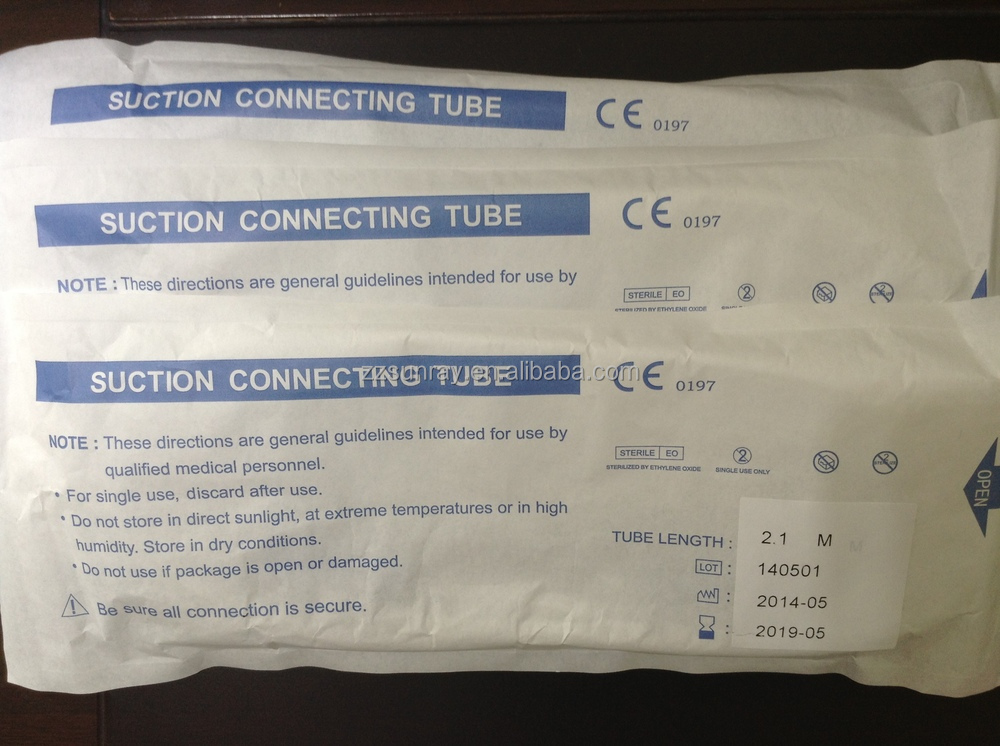 SUCTION CONNECTING TUBE
CE 0197
SUCTION CONNECTING TUBE
CE 0197
NOTE : These directions are general guidelines intended for use by
STERILE EO
2
STERILIZED BY ETHYLENE OXIDE
SUCTION CONNECTING TUBE
zjzsunray.en.alibaba.com
CE 0197
NOTE : These directions are general guidelines intended for use by
qualified medical personnel.
• For single use, discard after use.
• Do not store in direct sunlight, at extreme temperatures or in high
humidity. Store in dry conditions.
• Do not use if package is open or damaged.
Be sure all connection is secure.
STERILE EO
STERILIZED BY ETHYLENE OXIDE
2
SINGLE USE ONLY
OPEN
TUBE LENGTH : 2.1 M
LOT : 140501
: 2014-05
: 2019-05